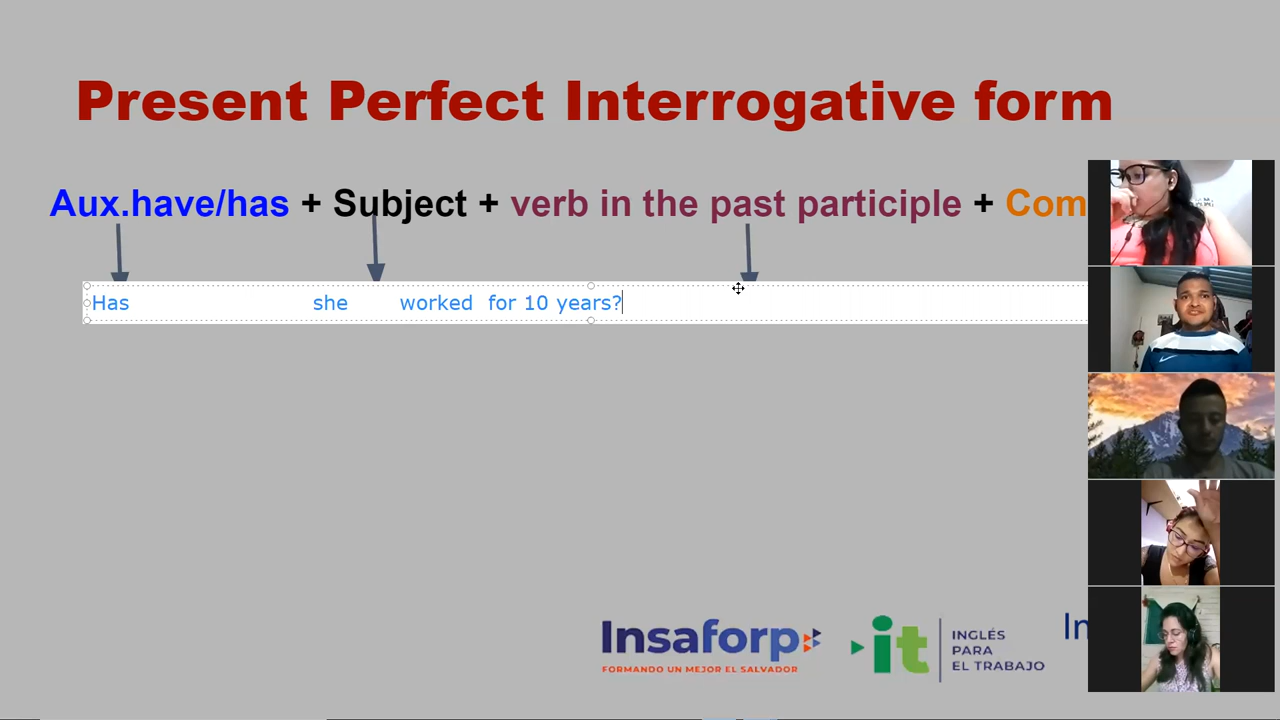 Present Perfect Interrogative form
Aux.have/has + Subject + verb in the past participle + Com
Has she worked for 10 years?
Insaforp
FORMANDO UN MEJOR EL SALVADOR
it
INGLÉS
PARA
EL TRABAJO
In